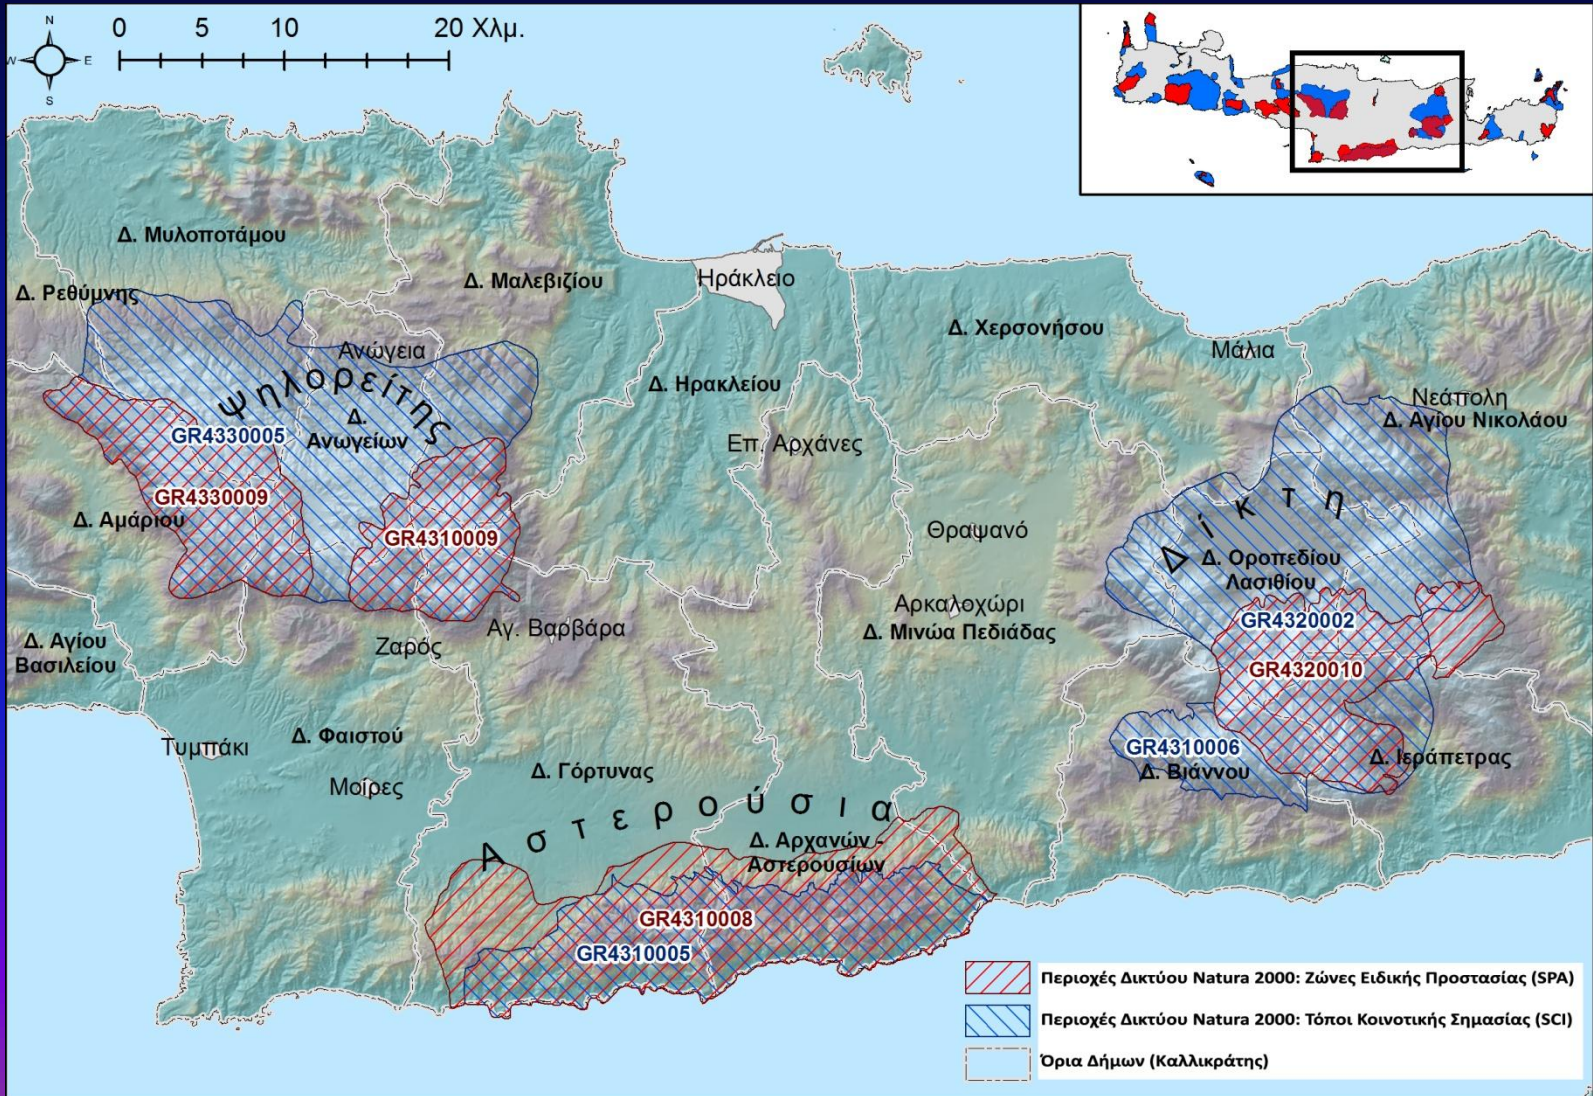 N
W
E
S
0 5 10 20 Χλμ.
Δ. Μυλοποτάμου
Δ. Μαλεβιζίου
Ηράκλειο
Δ. Ρεθύμνης
Δ. Χερσονήσου
Μάλια
Ανώγεια
Δ. Ηρακλείου
Ψηλορείτης
Νεάπολη
Δ. Αγίου Νικολάου
Δ.
Ανωγείων
GR4330005
Επ. Αρχάνες
GR4330009
Δ. Αμάριου
GR4310009
Θραψανό
Δίκτη
Δ. Οροπεδίου
Λασιθίου
Αρκαλοχώρι
Δ. Μινώα Πεδιάδας
GR4320002
Αγ. Βαρβάρα
Ζαρός
Δ. Αγίου
Βασιλείου
GR4320010
Τυμπάκι
Δ. Φαιστού
GR4310006
Δ. Βιάννου
Δ. Ιεράπετρας
Μοίρες
Δ. Γόρτυνας
Αστερούσια
Δ. Αρχανών -
Αστερουσίων
GR4310008
GR4310005
Περιοχές Δικτύου Natura 2000: Ζώνες Ειδικής Προστασίας (SPA)
Περιοχές Δικτύου Natura 2000: Τόποι Κοινοτικής Σημασίας (SCI)
Όρια Δήμων (Καλλικράτης)